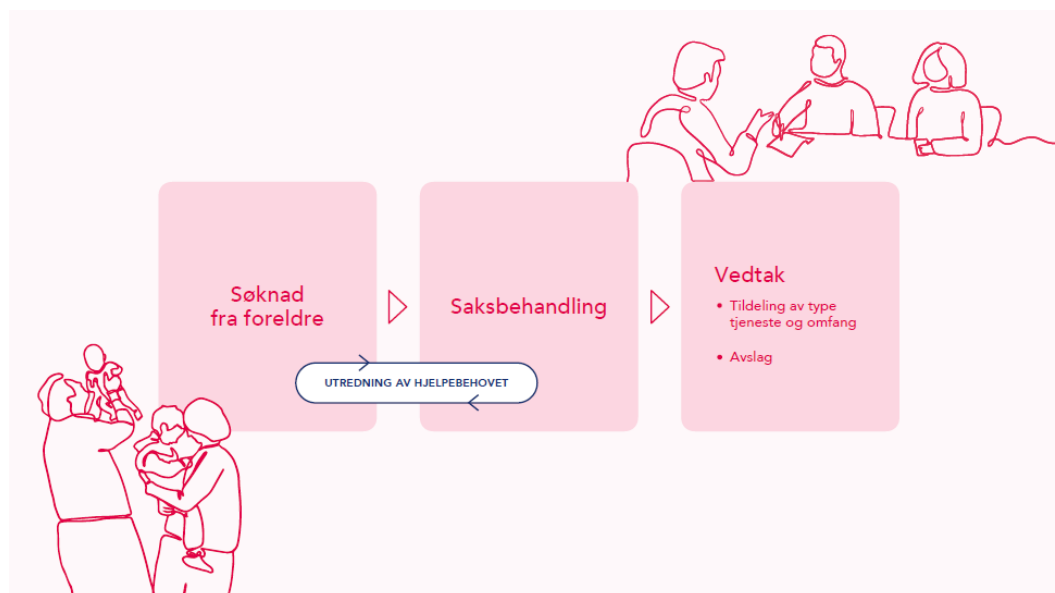 Søknad
fra foreldre
Saksbehandling
UTREDNING AV HJELPEBEHOVET
Vedtak
• Tildeling av type
tjeneste og omfang
• Avslag